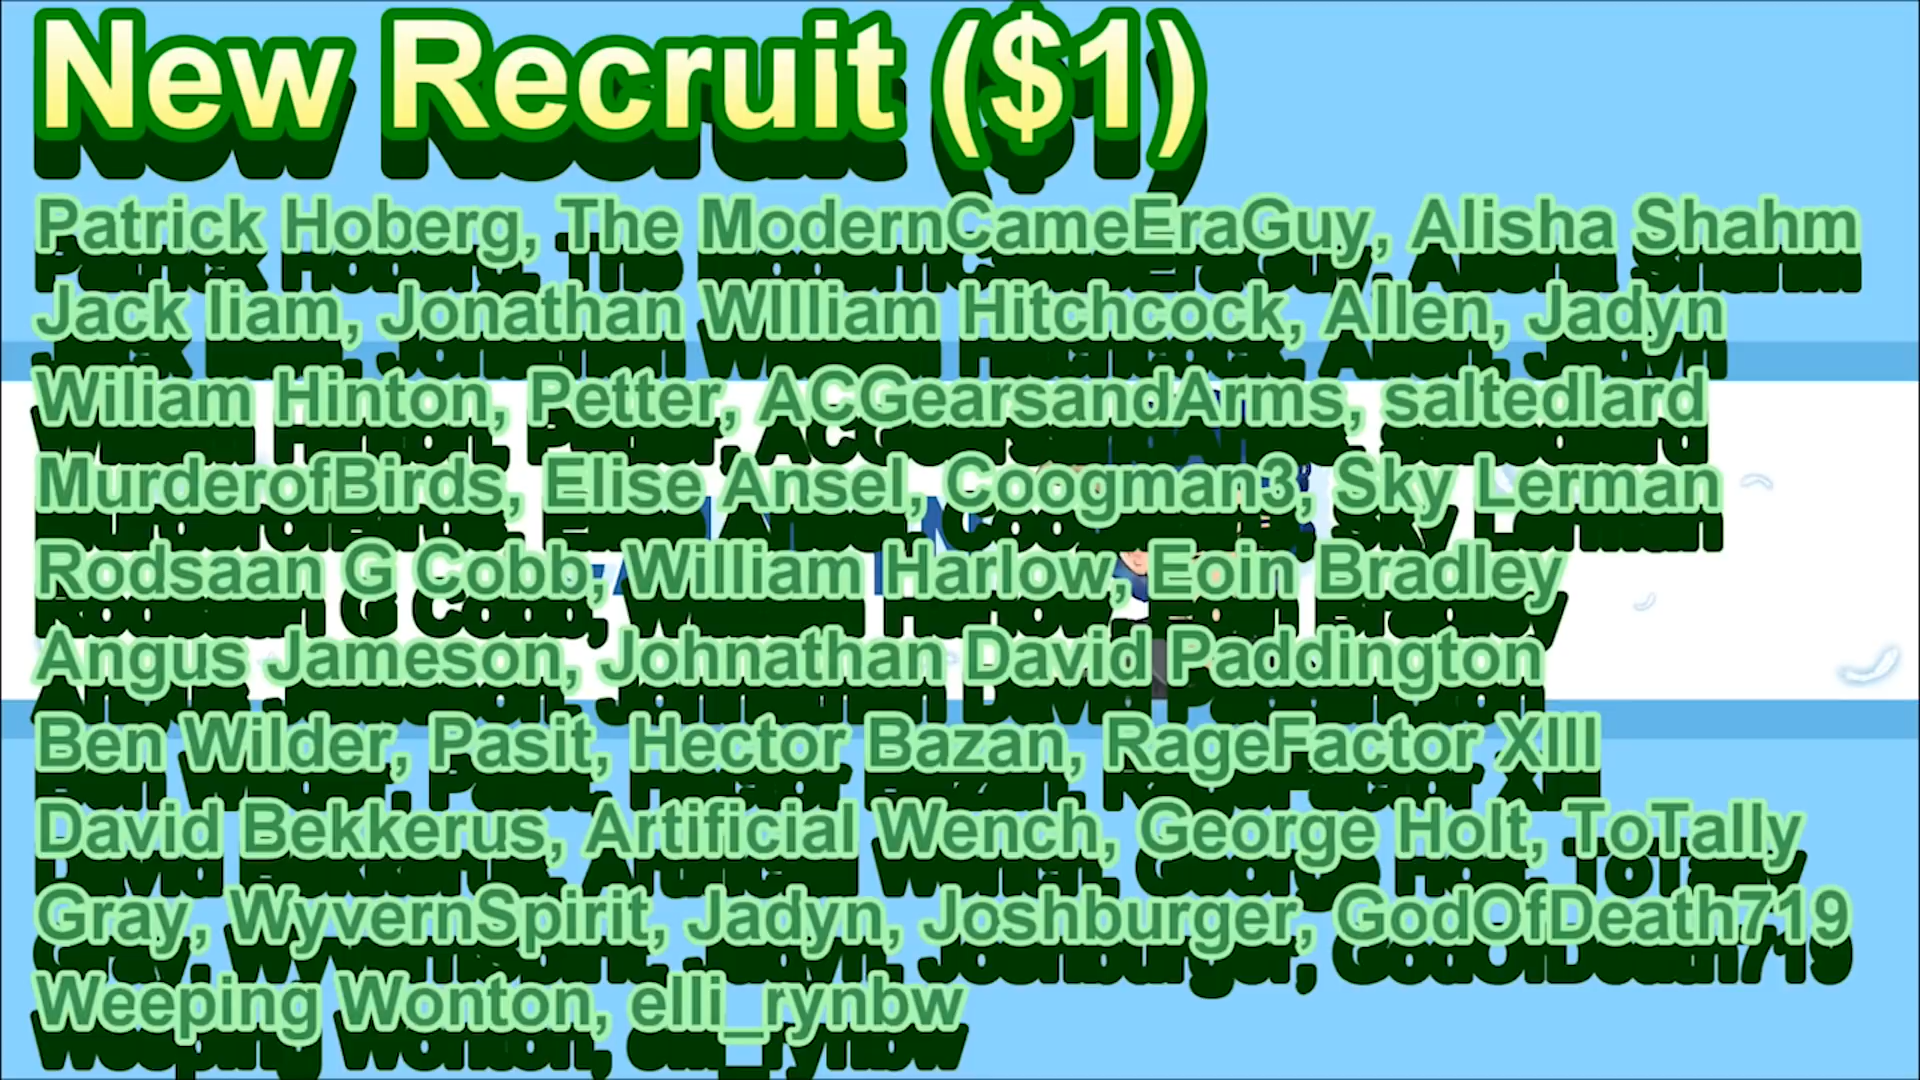 New Recruit ($1)
Patrick Hoberg, The ModernCameEraGuy, Alisha Shahm
Jack liam, Jonathan WIlliam Hitchcock, Allen, Jadyn
Wiliam Hinton, Petter, ACGearsandArms, saltedlard
MurderofBirds, Elise Ansel, Coogman3, Sky Lerman
Rodsaan G Cobb, William Harlow, Eoin Bradley
Angus Jameson, Johnathan David Paddington
Ben Wilder, Pasit, Hector Bazan, RageFactor XIII
David Bekkerus, Artificial Wench, George Holt, ToTally
Gray, WyvernSpirit, Jadyn, Joshburger, GodOfDeath719
Weeping Wonton, elli_rynbw